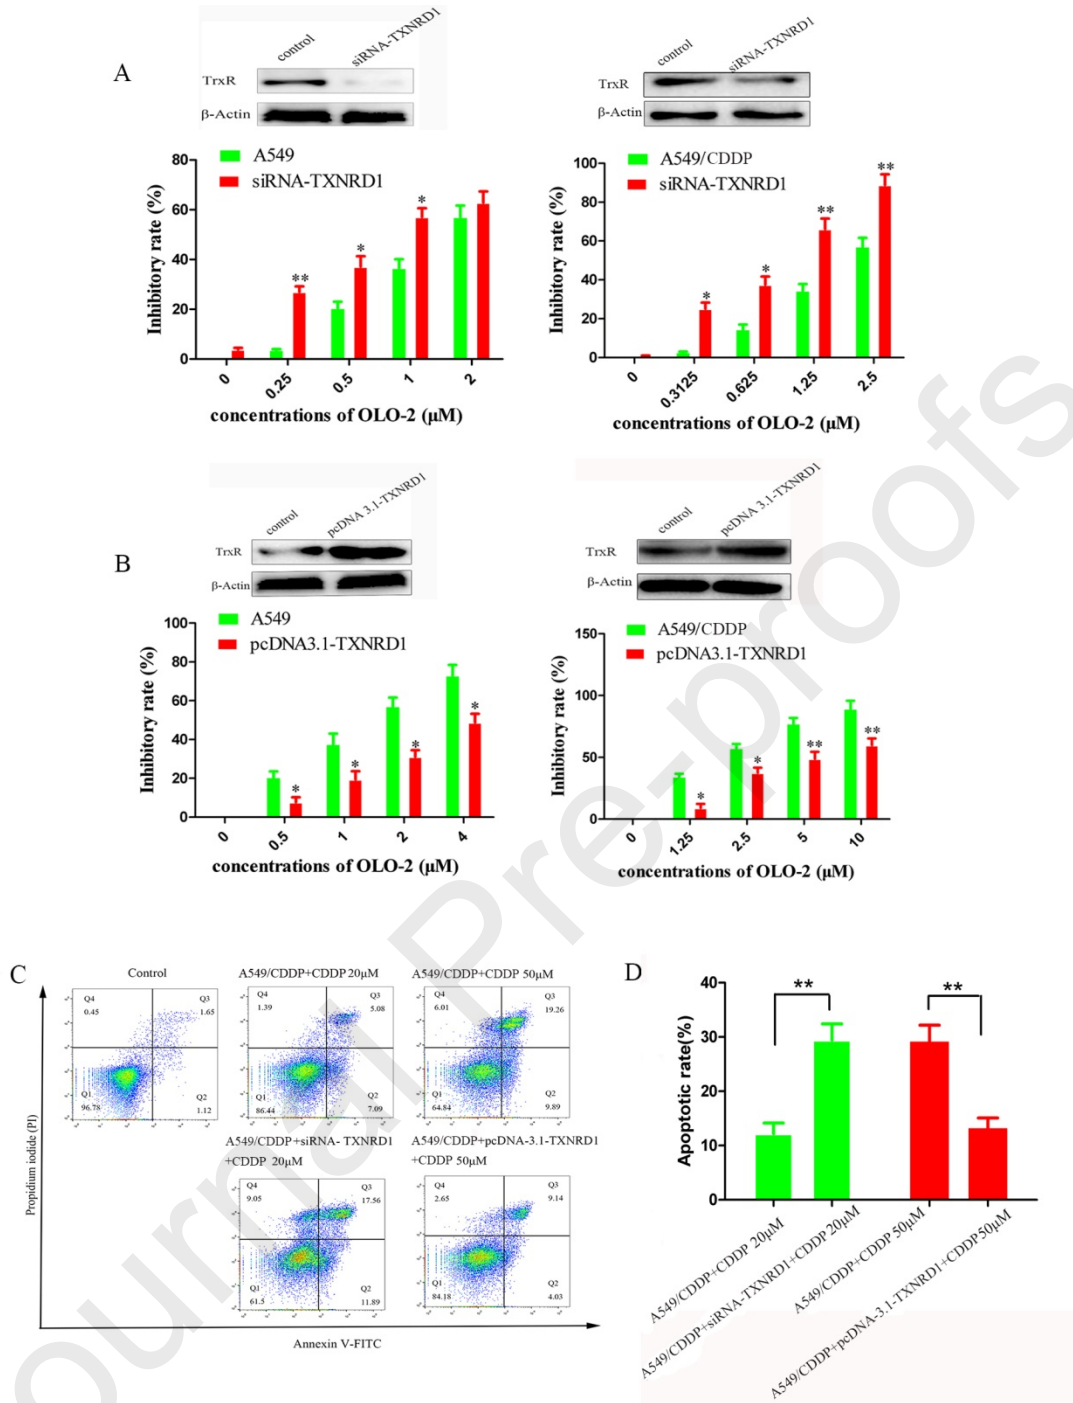 A
control siRNA-TXNRD1
TrxR
β-Actin
A549
siRNA-TXNRD1
Inhibitory rate (%)
80
60
40
20
0
0 0.25 0.5 1 2
** * *
concentrations of OLO-2 (μM)
control siRNA-TXNRD1
TrxR
β-Actin
A549/CDDP
siRNA-TXNRD1
Inhibitory rate (%)
100
80
60
40
20
0
0 0.3125 0.625 1.25 2.5
* * ** **
concentrations of OLO-2 (μM)
B
control pcDNA 3.1-TXNRD1
TrxR
β-Actin
A549
pcDNA3.1-TXNRD1
Inhibitory rate (%)
100
80
60
40
20
0
0 0.5 1 2 4
* * * *
concentrations of OLO-2 (μM)
control pcDNA 3.1-TXNRD1
TrxR
β-Actin
A549/CDDP
pcDNA3.1-TXNRD1
Inhibitory rate (%)
150
100
50
0
0 1.25 2.5 5 10
* * ** **
concentrations of OLO-2 (μM)
C
Propidium iodide (PI)
Control
Q4 Q3
0.45 1.65
Q1 Q2
96.78 1.12
A549/CDDP+CDDP 20μM
Q4 Q3
1.39 5.08
Q1 Q2
86.44 7.09
A549/CDDP+CDDP 50μM
Q4 Q3
6.01 19.26
Q1 Q2
64.84 9.89
A549/CDDP+siRNA- TXNRD1
+CDDP 20μM
Q4 Q3
9.05 17.56
Q1 Q2
61.5 11.89
A549/CDDP+pcDNA-3.1-TXNRD1
+CDDP 50μM
Q4 Q3
2.65 9.14
Q1 Q2
84.18 4.03
Annexin V-FITC
D
Apoptotic rate(%)
40
30
20
10
0
** **
A549/CDDP+CDDP 20μM
A549/CDDP+siRNA-TXNRD1+CDDP 20μM
A549/CDDP+CDDP 50μM
A549/CDDP+pcDNA-3.1-TXNRD1+CDDP50μM
ournal Pre-proofs